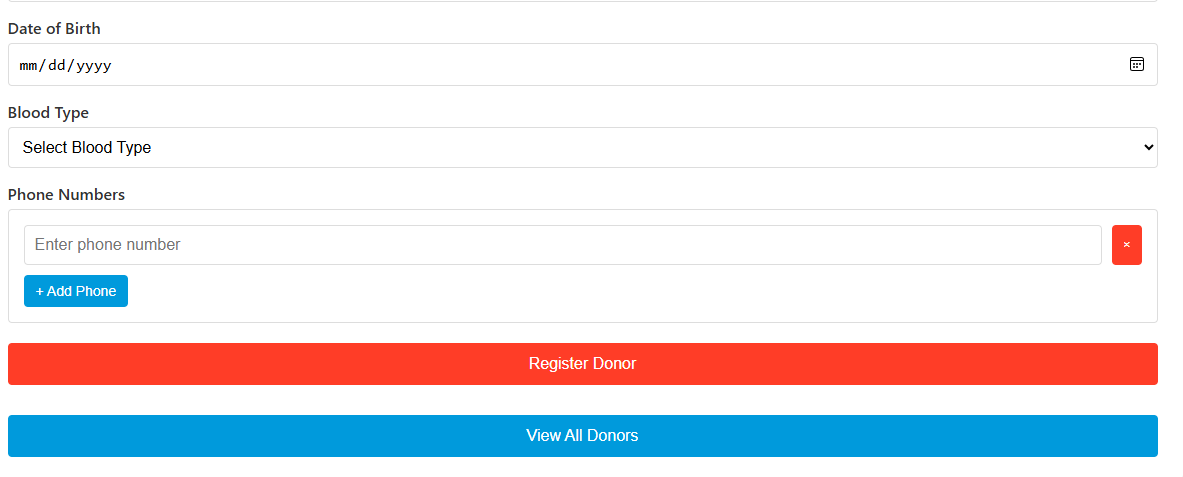 Date of Birth
mm/dd/yyyy
Blood Type
Select Blood Type
Phone Numbers
Enter phone number
×
+ Add Phone
Register Donor
View All Donors